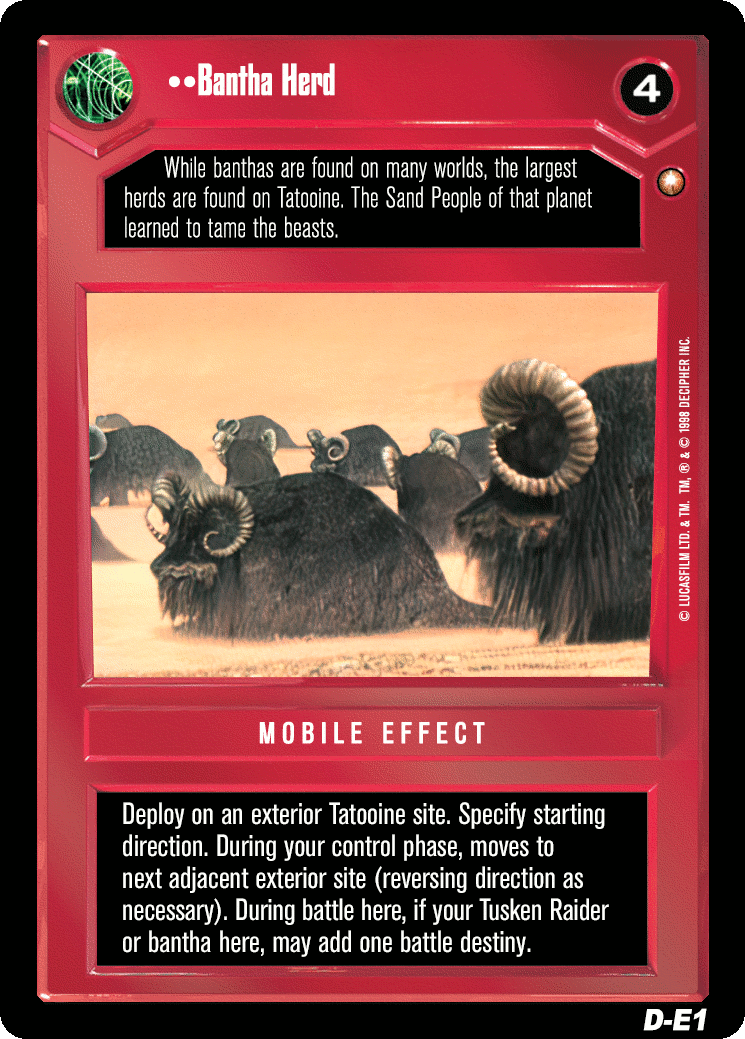 ••Bantha Herd
4
While banthas are found on many worlds, the largest
herds are found on Tatooine. The Sand People of that planet
learned to tame the beasts.
© LUCASFILM LTD. & TM. TM, ® & © 1998 DECIPHER INC.
MOBILE EFFECT
Deploy on an exterior Tatooine site. Specify starting
direction. During your control phase, moves to
next adjacent exterior site (reversing direction as
necessary). During battle here, if your Tusken Raider
or bantha here, may add one battle destiny.
D-E1